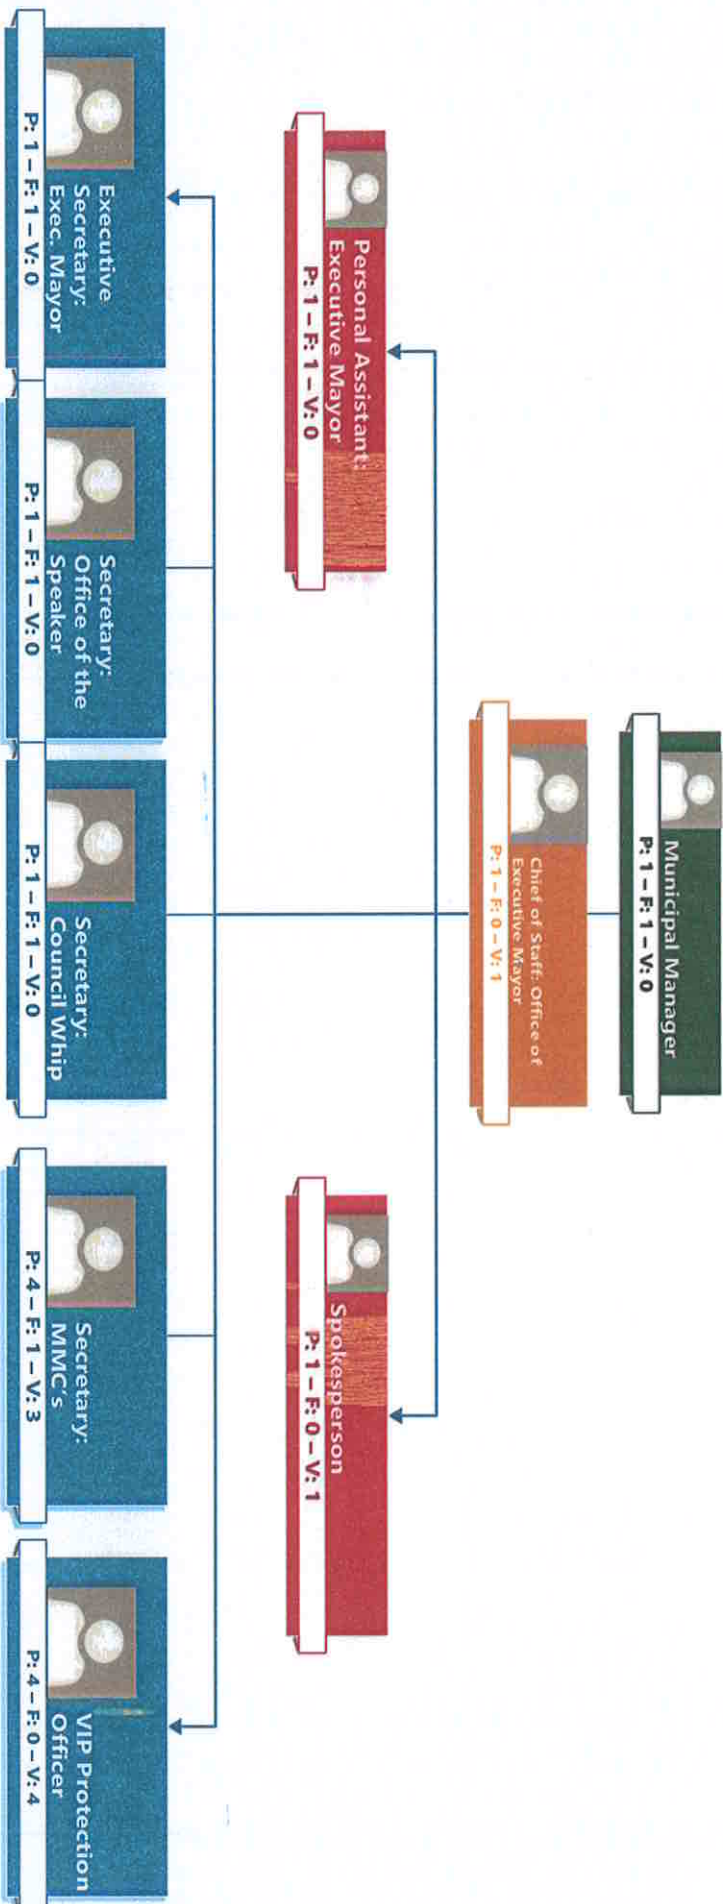 Municipal Manager
P: 1 – F: 1 – V: 0
Chief of Staff: Office of
Executive Mayor
P: 1 – F: 0 – V: 1
Personal Assistant:
Executive Mayor
P: 1 – F: 1 – V: 0
Spokesperson
P: 1 – F: 0 – V: 1
Executive
Secretary:
Exec. Mayor
P: 1 – F: 1 – V: 0
Secretary:
Office of the
Speaker
P: 1 – F: 1 – V: 0
Secretary:
Council Whip
P: 1 – F: 1 – V: 0
Secretary:
MMC's
P: 4 – F: 1 – V: 3
VIP Protection
Officer
P: 4 – F: 0 – V: 4